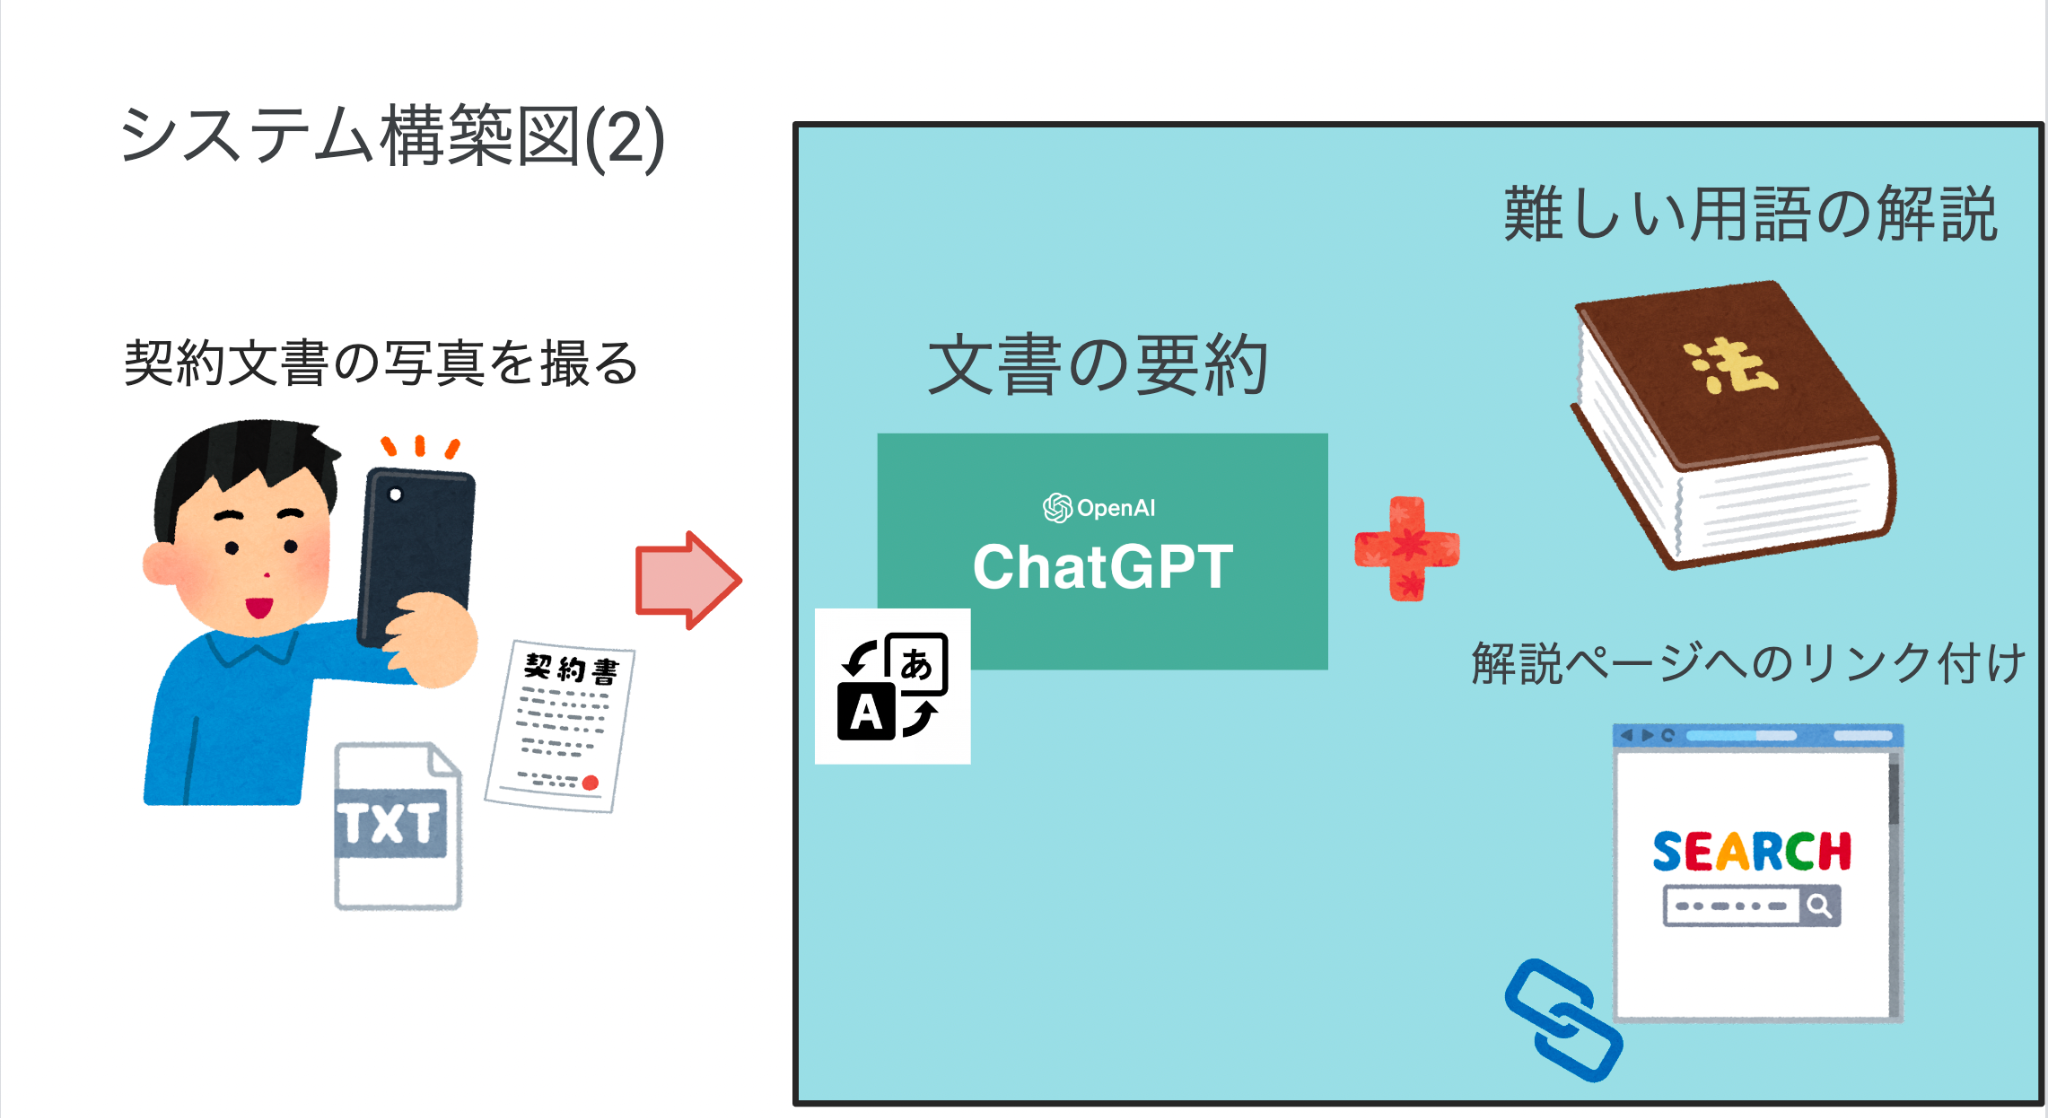 システム構築図(2)
契約文書の写真を撮る
契約書
TXT
文書の要約
OpenAI
ChatGPT
あ
A
難しい用語の解説
法
解説ページへのリンク付け
SEARCH